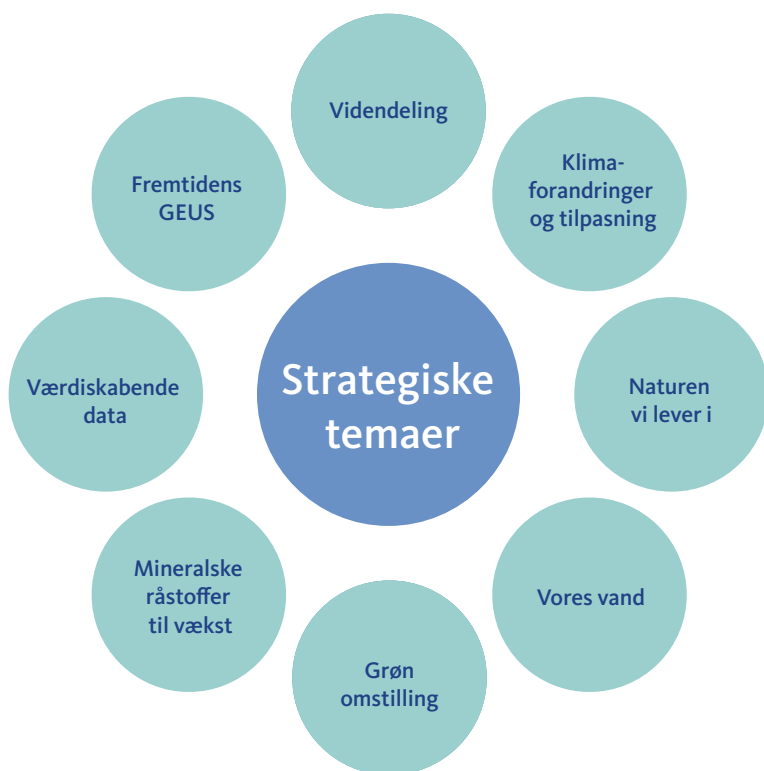 Videndeling
Klima-
forandringer
og tilpasning
Fremtidens
GEUS
Strategiske
temaer
Værdiskabende
data
Naturen
vi lever i
Mineralske
råstoffer
til vækst
Vores vand
Grøn
omstilling